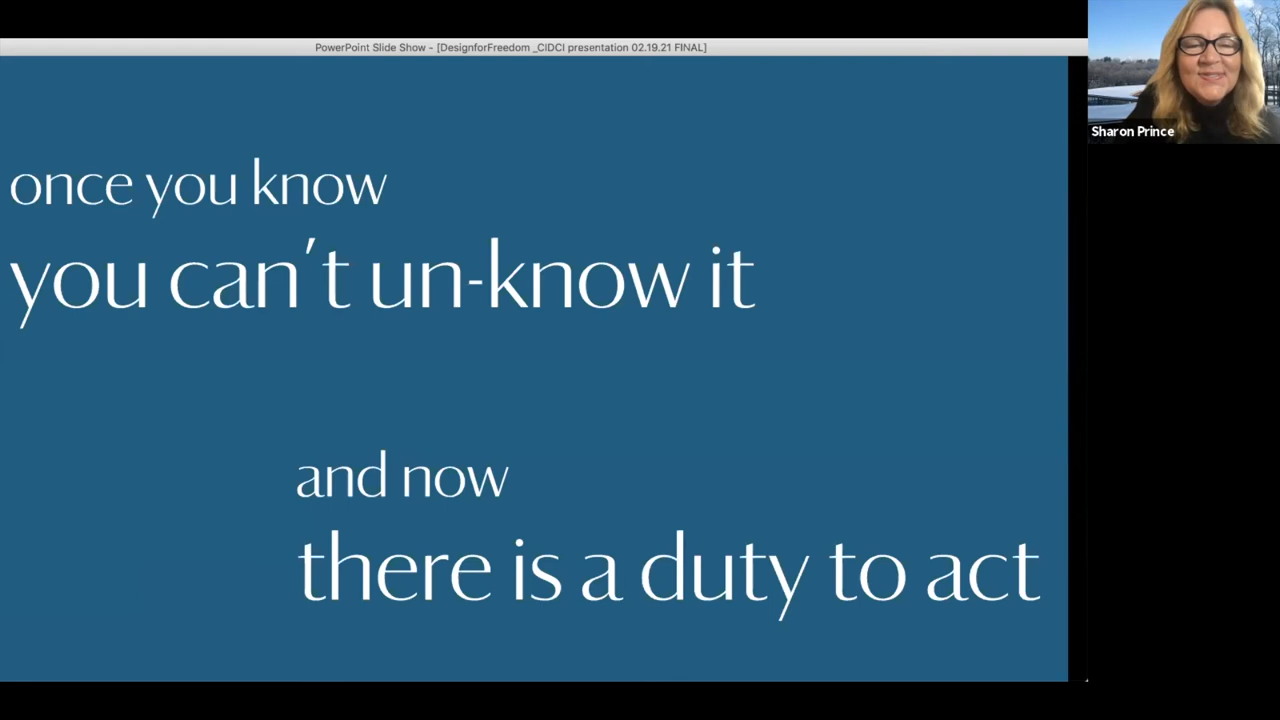 PowerPoint Slide Show - [DesignforFreedom _CIDCI presentation 02.19.21 FINAL]
Sharon Prince
once you know
you can't un-know it
and now
there is a duty to act